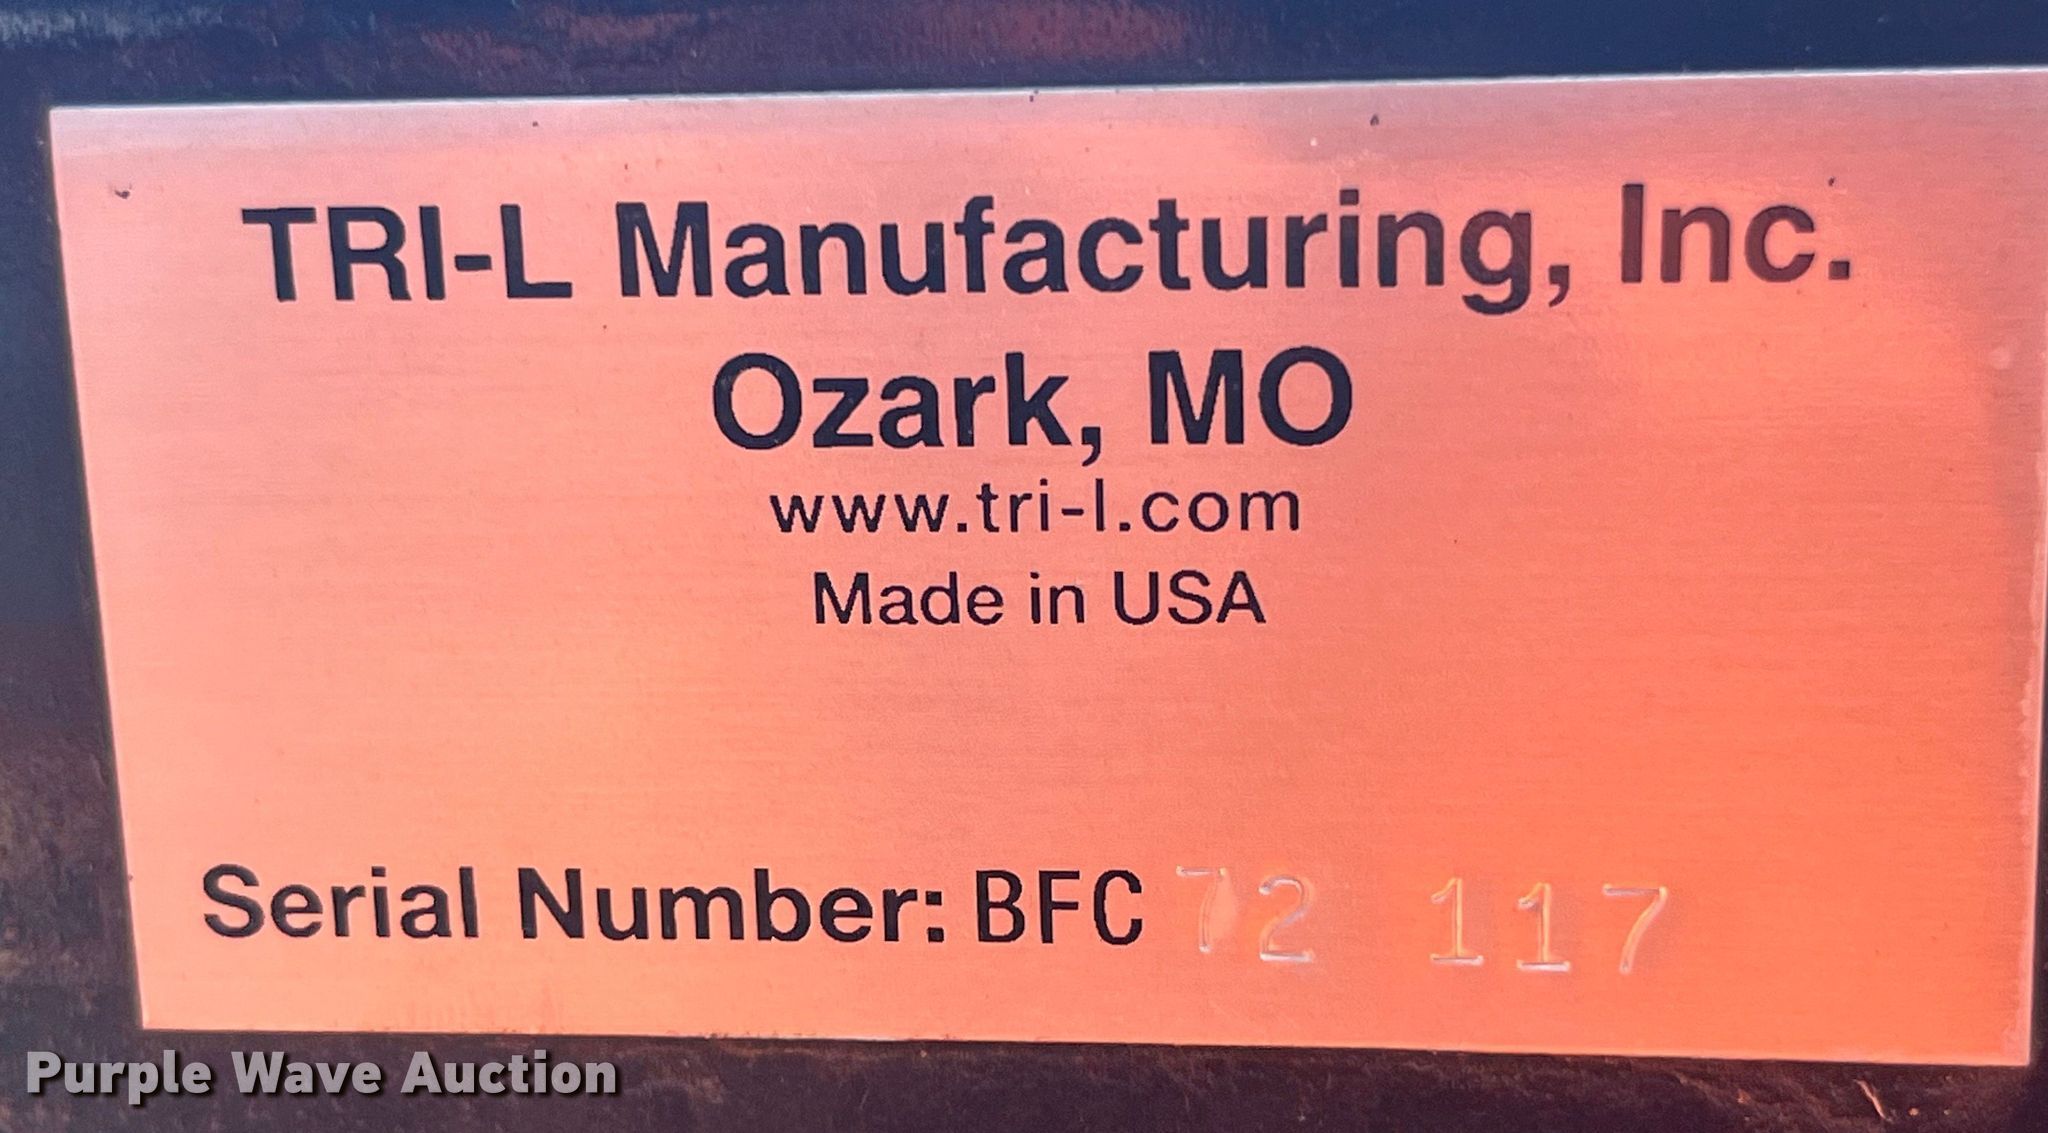 TRI-L Manufacturing, Inc.
Ozark, MO
www.tri-l.com
Made in USA
Serial Number: BFC 72 117
Purple Wave Auction